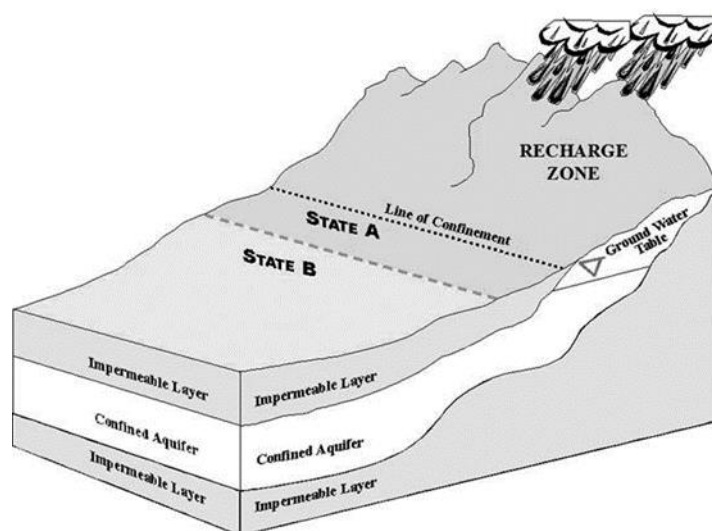 RECHARGE
ZONE
Line of Confinement
STATE A
Ground Water
Table
STATE B
Impermeable Layer
Impermeable Layer
Confined Aquifer
Confined Aquifer
Impermeable Layer
Impermeable Layer